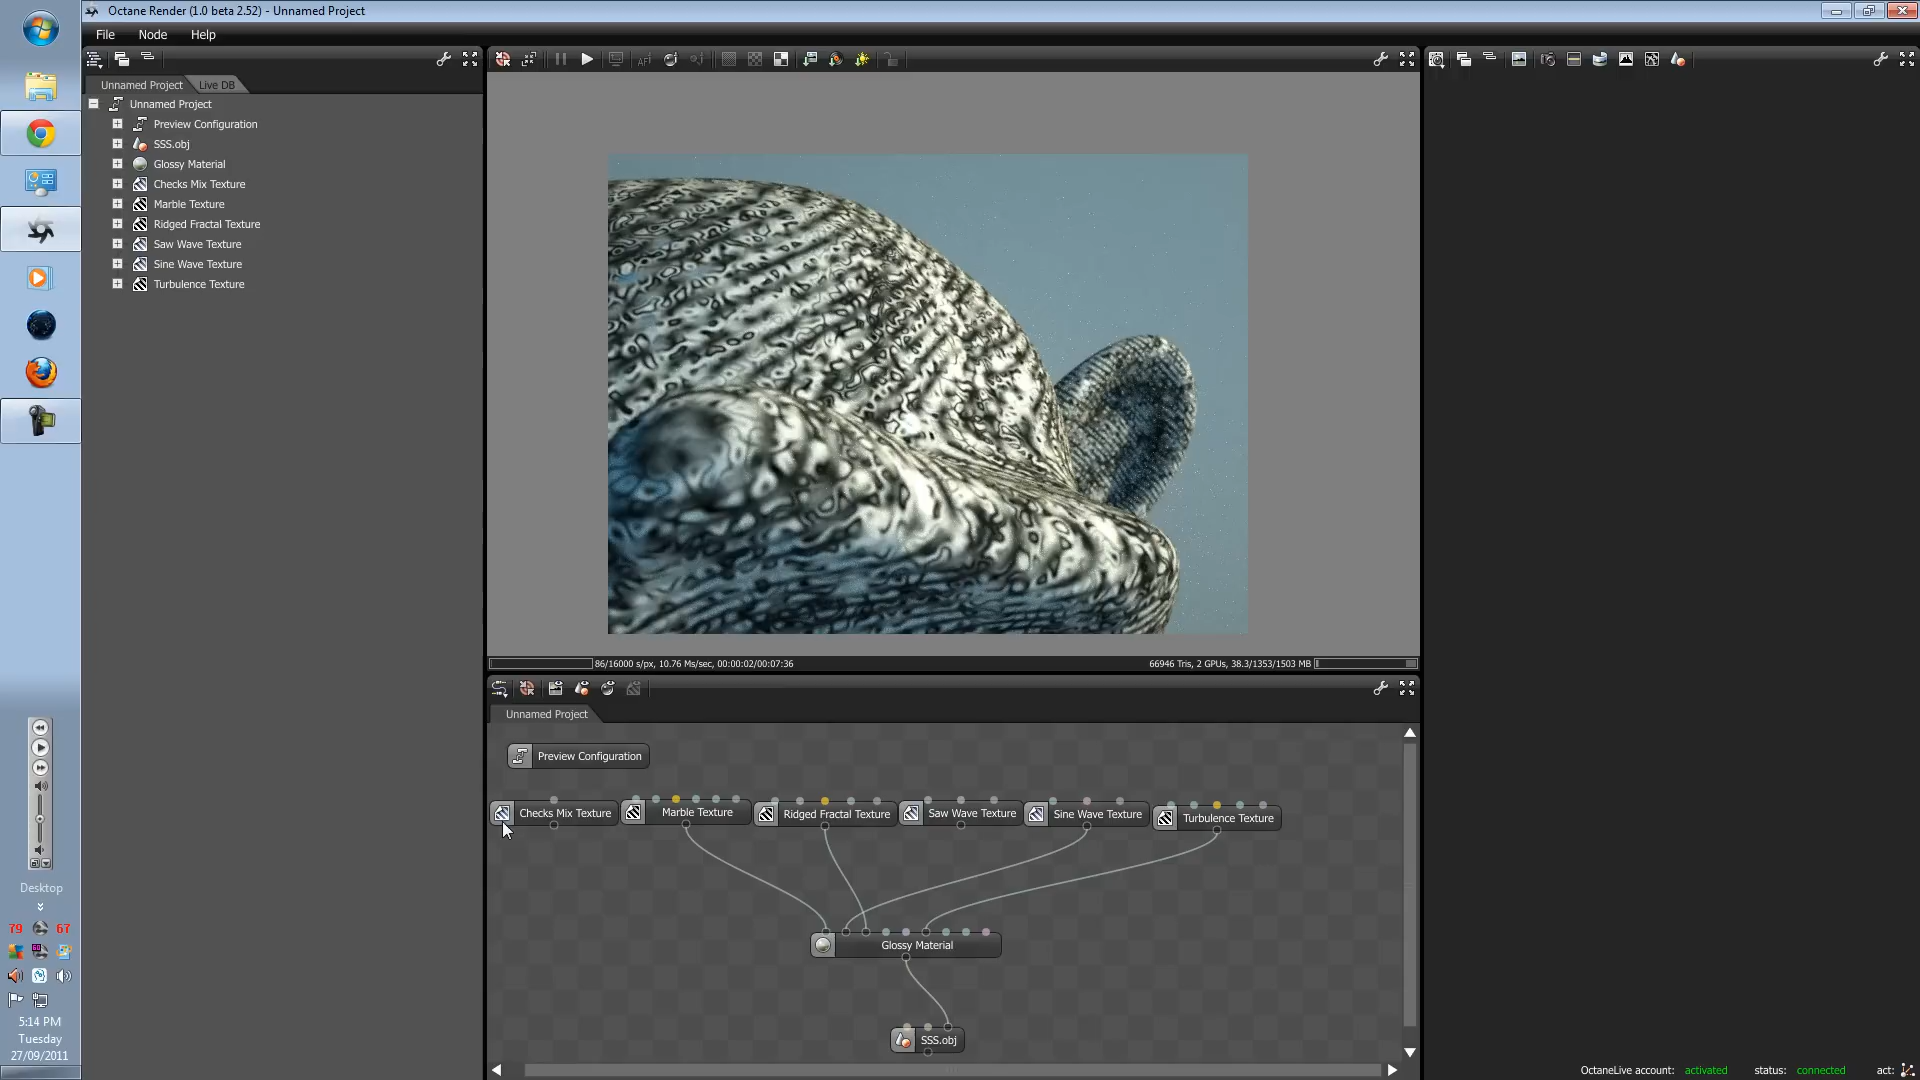 Octane Render (1.0 beta 2.52) - Unnamed Project
File Node Help
Unnamed Project Live DB
Unnamed Project
Preview Configuration
SSS.obj
Glossy Material
Checks Mix Texture
Marble Texture
Ridged Fractal Texture
Saw Wave Texture
Sine Wave Texture
Turbulence Texture
AF
86/16000 s/px, 10.76 Ms/sec, 00:00:02/00:07:36
66946 Tris, 2 GPUs, 38.3/1353/1503 MB
Unnamed Project
Preview Configuration
Checks Mix Texture
Marble Texture
Ridged Fractal Texture
Saw Wave Texture
Sine Wave Texture
Turbulence Texture
Glossy Material
SSS.obj
Desktop
79 67
5:14 PM
Tuesday
27/09/2011
OctaneLive account: activated status: connected act: